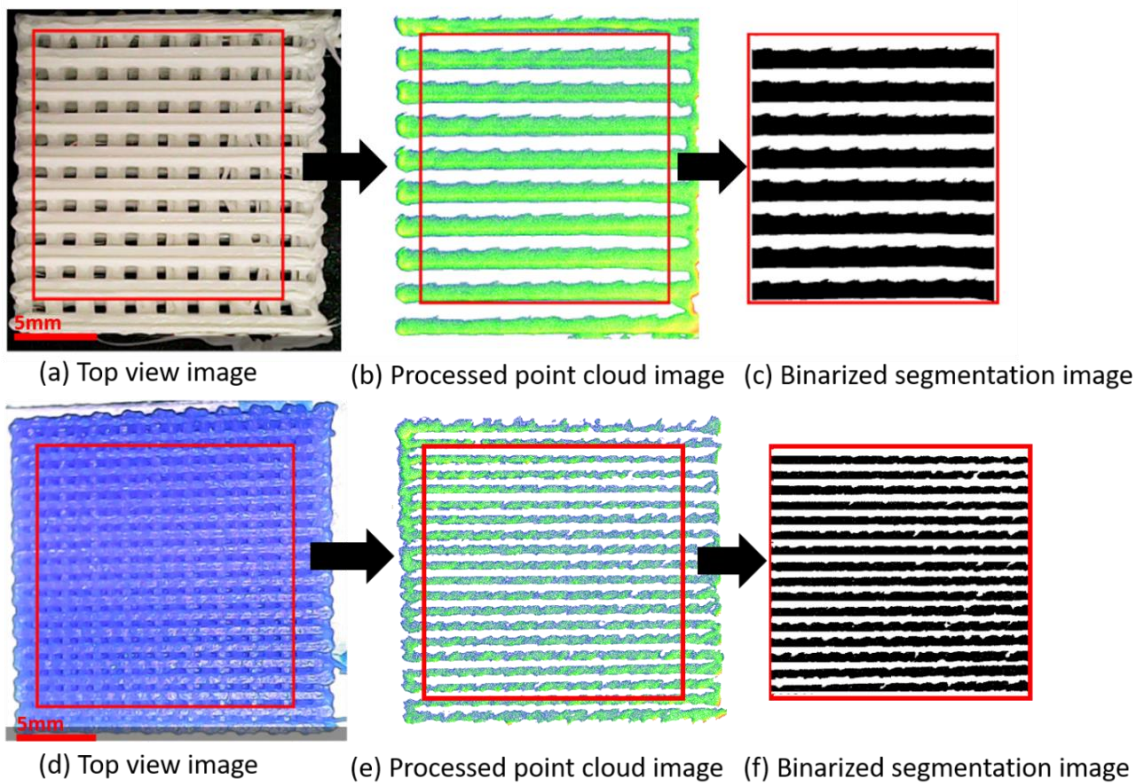 5mm
(a) Top view image
(b) Processed point cloud image
(c) Binarized segmentation image
5mm
(d) Top view image
(e) Processed point cloud image
(f) Binarized segmentation image